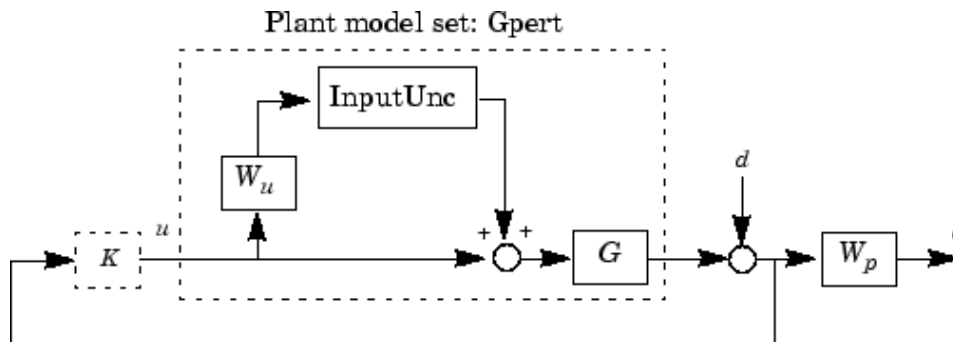 Plant model set: Gpert
InputUnc
W_u
d
u
+ +
K
G
W_p